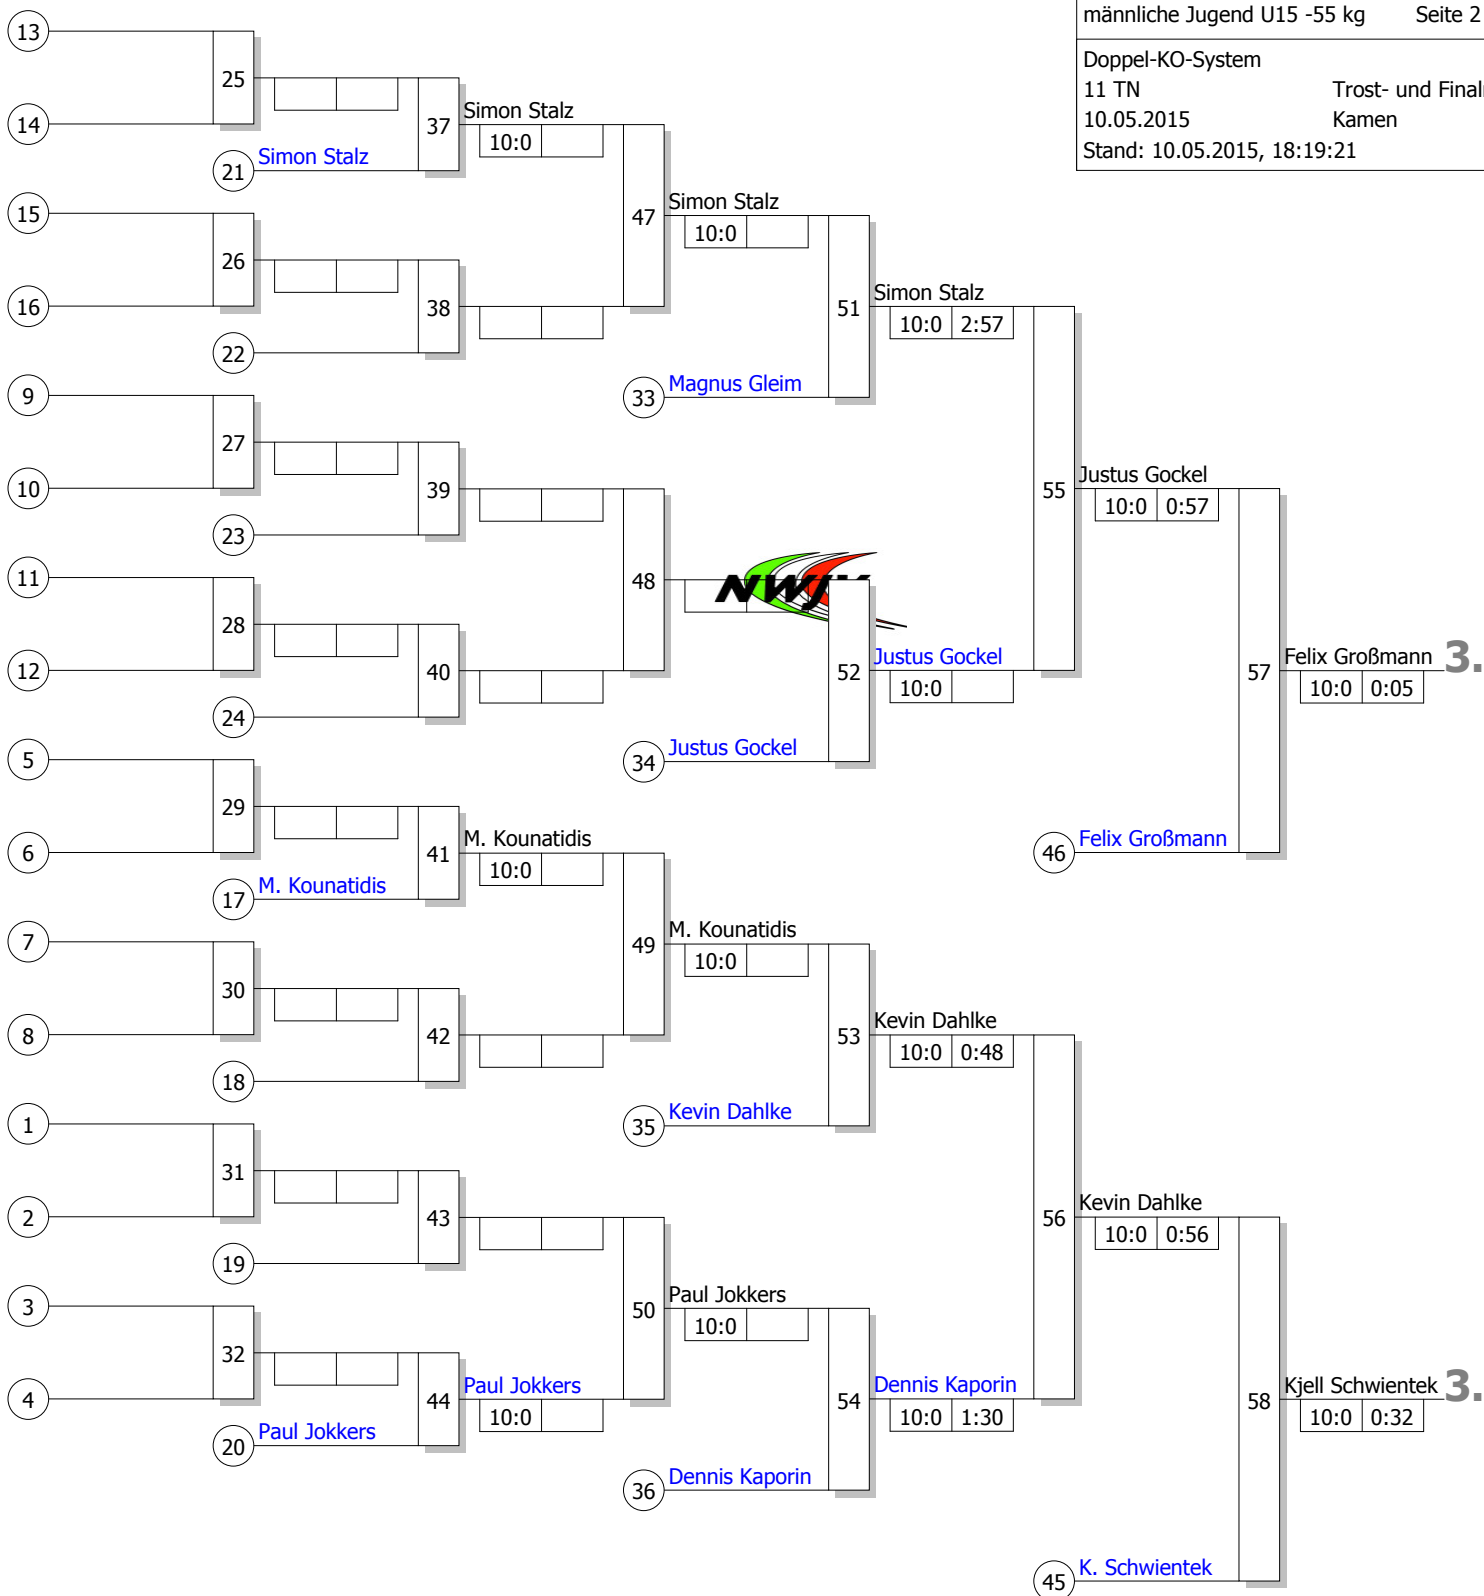 männliche Jugend U15 -55 kg Seite 2
Doppel-KO-System
11 TN Trost- und Final
10.05.2015 Kamen
Stand: 10.05.2015, 18:19:21
13
25
14
37
Simon Stalz
10:0
21
Simon Stalz
15
26
16
38
22
47
Simon Stalz
10:0
51
Simon Stalz
10:0 2:57
33
Magnus Gleim
9
27
10
39
23
11
28
12
40
24
48
NWJV
52
Justus Gockel
10:0
34
Justus Gockel
55
Justus Gockel
10:0 0:57
57
Felix Großmann 3.
10:0 0:05
46
Felix Großmann
5
29
6
41
M. Kounatidis
10:0
17
M. Kounatidis
7
30
8
42
18
49
M. Kounatidis
10:0
53
Kevin Dahlke
10:0 0:48
35
Kevin Dahlke
1
31
2
43
19
3
32
4
44
Paul Jokkers
10:0
20
Paul Jokkers
50
Paul Jokkers
10:0
54
Dennis Kaporin
10:0 1:30
36
Dennis Kaporin
56
Kevin Dahlke
10:0 0:56
58
Kjell Schwientek 3.
10:0 0:32
45
K. Schwientek